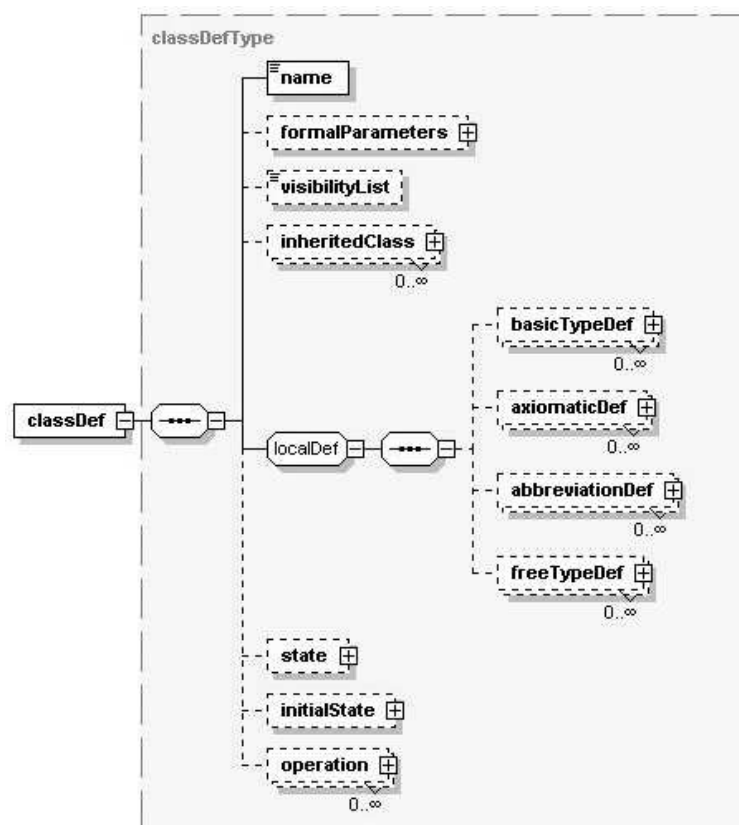 classDefType
name
formalParameters
visibilityList
inheritedClass
0..∞
basicTypeDef
0..∞
axiomaticDef
0..∞
classDef
localDef
abbreviationDef
0..∞
freeTypeDef
0..∞
state
initialState
operation
0..∞